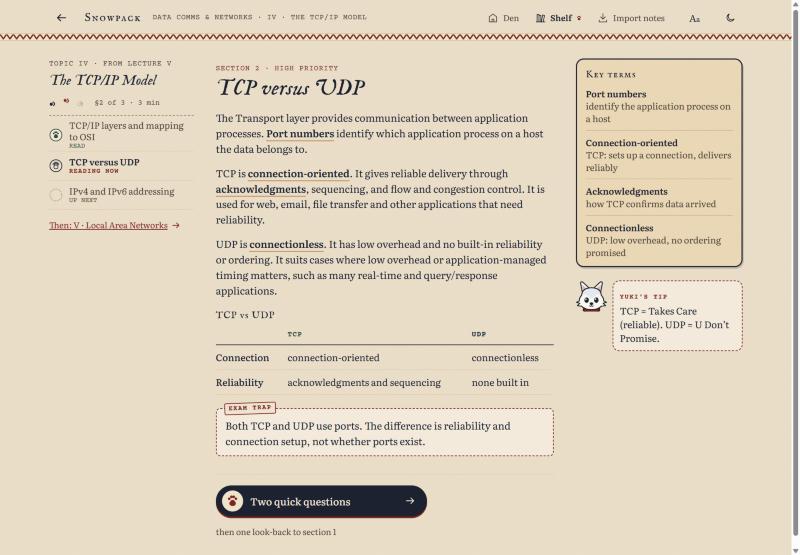 Snowpack
DATA COMMS & NETWORKS · IV · THE TCP/IP MODEL
Den
Shelf
Import notes
Aa
TOPIC IV · FROM LECTURE V
The TCP/IP Model
§2 of 3 · 3 min
TCP/IP layers and mapping
to OSI
READ
TCP versus UDP
READING NOW
IPv4 and IPv6 addressing
UP NEXT
Then: V · Local Area Networks →
SECTION 2 · HIGH PRIORITY
TCP versus UDP
The Transport layer provides communication between application
processes. Port numbers identify which application process on a host
the data belongs to.
TCP is connection-oriented. It gives reliable delivery through
acknowledgments, sequencing, and flow and congestion control. It is
used for web, email, file transfer and other applications that need
reliability.
UDP is connectionless. It has low overhead and no built-in reliability
or ordering. It suits cases where low overhead or application-managed
timing matters, such as many real-time and query/response
applications.
TCP vs UDP
TCP UDP
Connection connection-oriented connectionless
Reliability acknowledgments and sequencing none built in
EXAM TRAP
Both TCP and UDP use ports. The difference is reliability and
connection setup, not whether ports exist.
Two quick questions →
then one look-back to section 1
Key terms
Port numbers
identify the application process on
a host
Connection-oriented
TCP: sets up a connection, delivers
reliably
Acknowledgments
how TCP confirms data arrived
Connectionless
UDP: low overhead, no ordering
promised
YUKI'S TIP
TCP = Takes Care
(reliable). UDP = U Don't
Promise.